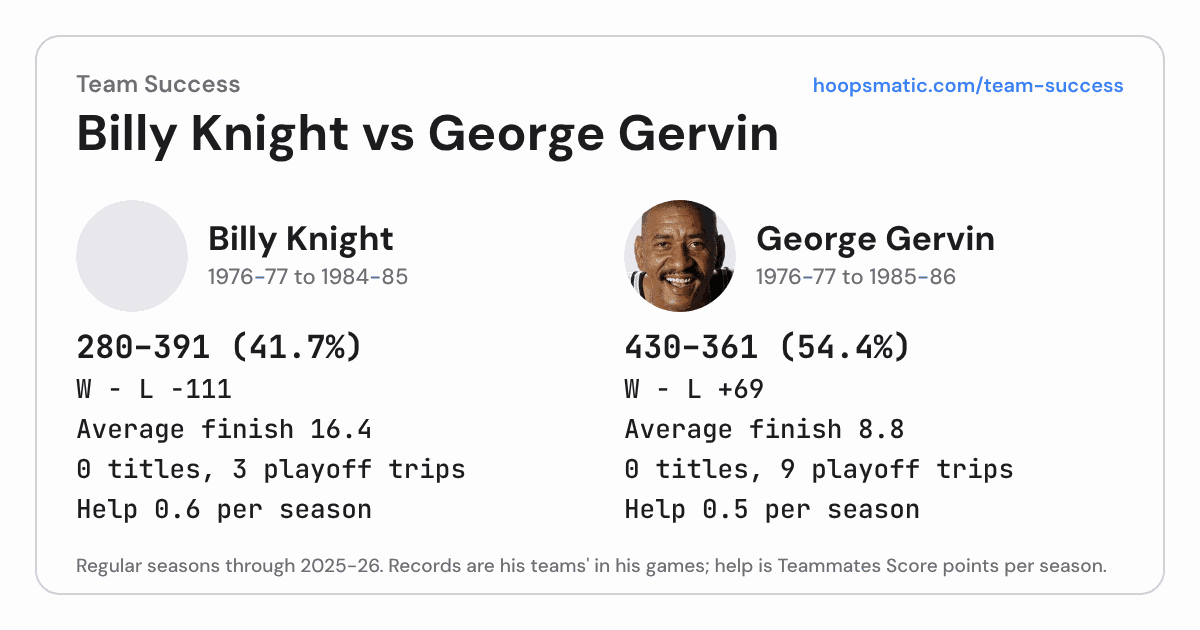 Team Success
hoopsmatic.com/team-success
Billy Knight vs George Gervin
Billy Knight
1976–77 to 1984–85
280–391 (41.7%)
W - L -111
Average finish 16.4
0 titles, 3 playoff trips
Help 0.6 per season
George Gervin
1976–77 to 1985–86
430–361 (54.4%)
W - L +69
Average finish 8.8
0 titles, 9 playoff trips
Help 0.5 per season
Regular seasons through 2025-26. Records are his teams' in his games; help is Teammates Score points per season.